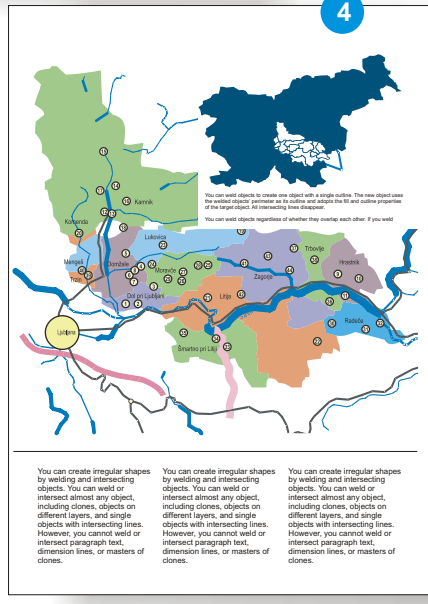 4
You can weld objects to create one object with a single outline. The new object uses
the welded objects' perimeter as its outline and adopts the fill and outline properties
of the target object. All intersecting lines disappear.
You can weld objects regardless of whether they overlap each other. If you weld
Kamnik
Komenda
Lukovica
Mengeš
Domžale
Trzin
Moravče
Dol pri Ljubljani
Ljubljana
Litija
Šmartno pri Litiji
Zagorje
Trbovlje
Hrastnik
Radeče
You can create irregular shapes
by welding and intersecting
objects. You can weld or
intersect almost any object,
including clones, objects on
different layers, and single
objects with intersecting lines.
However, you cannot weld or
intersect paragraph text,
dimension lines, or masters of
clones.
You can create irregular shapes
by welding and intersecting
objects. You can weld or
intersect almost any object,
including clones, objects on
different layers, and single
objects with intersecting lines.
However, you cannot weld or
intersect paragraph text,
dimension lines, or masters of
clones.
You can create irregular shapes
by welding and intersecting
objects. You can weld or
intersect almost any object,
including clones, objects on
different layers, and single
objects with intersecting lines.
However, you cannot weld or
intersect paragraph text,
dimension lines, or masters of
clones.